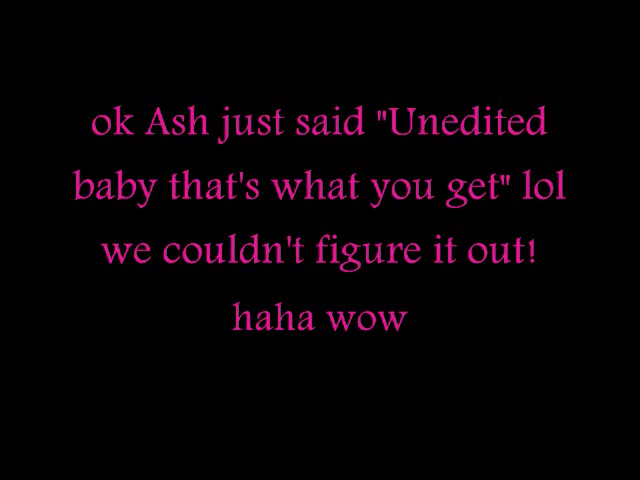 ok Ash just said "Unedited
baby that's what you get" lol
we couldn't figure it out!
haha wow